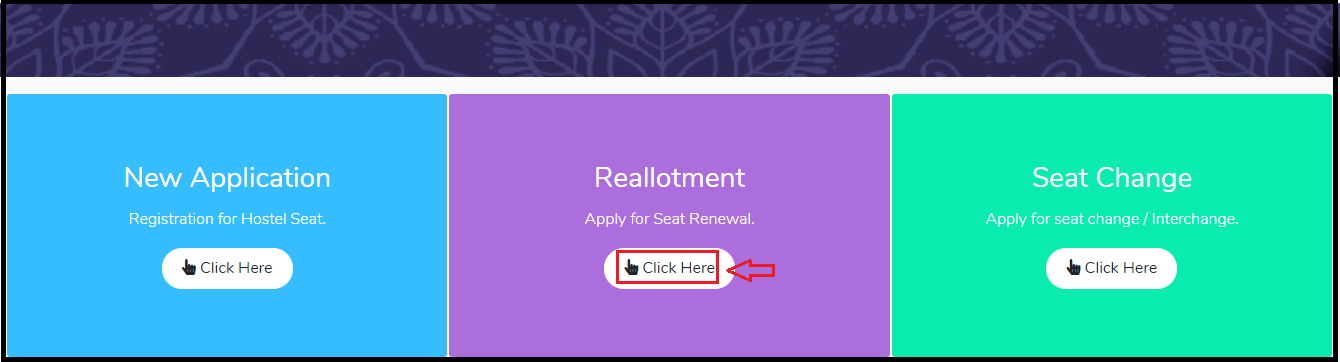 New Application
Registration for Hostel Seat.
Click Here
Reallotment
Apply for Seat Renewal.
Click Here
Seat Change
Apply for seat change / Interchange.
Click Here